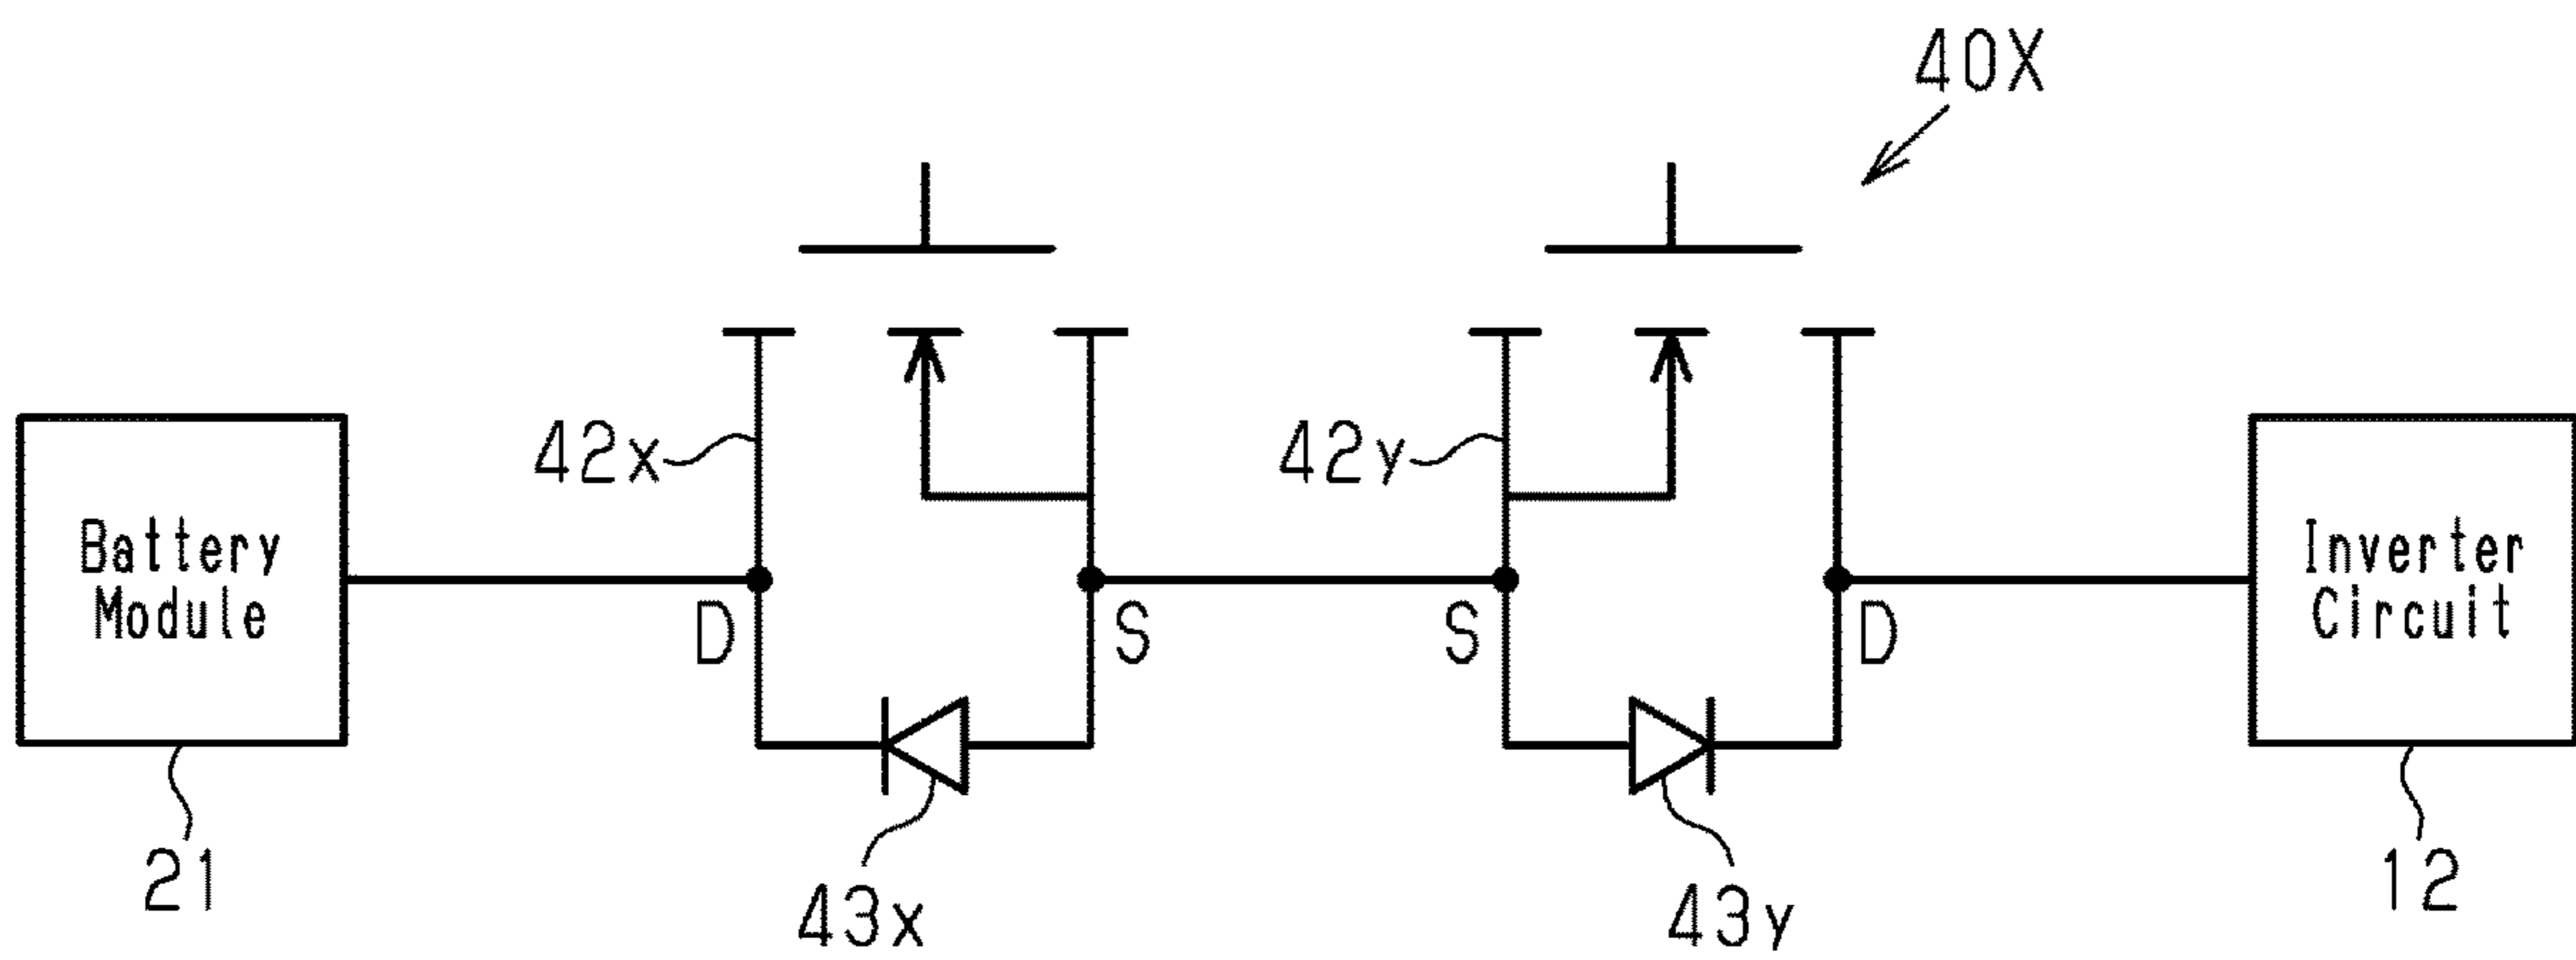 40X
42x
42y
Battery
Module
Inverter
Circuit
D
S
S
D
21
43x
43y
12